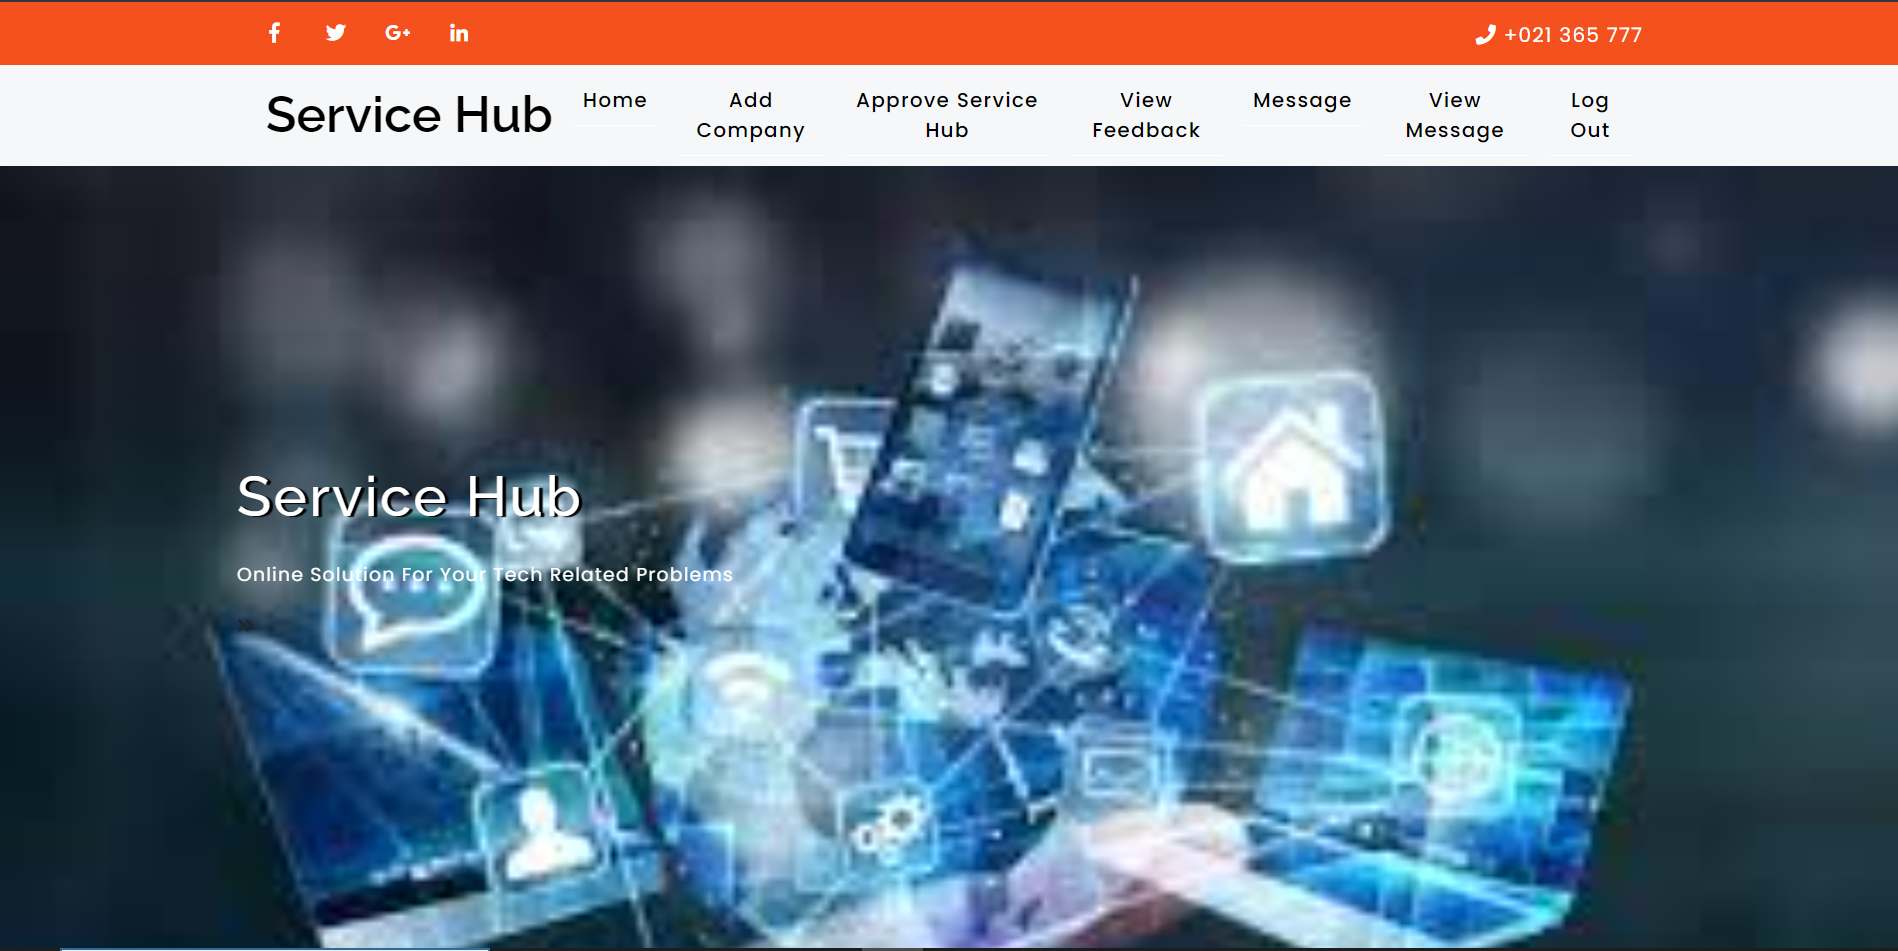 +021 365 777
Service Hub
Home
Add
Company
Approve Service
Hub
View
Feedback
Message
View
Message
Log
Out
Service Hub
Online Solution For Your Tech Related Problems
»